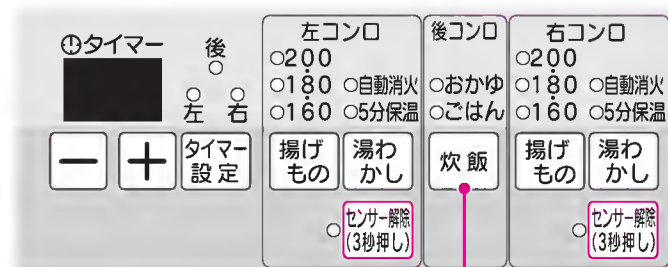 タイマー
後
左 右
− +
タイマー
設定
左コンロ
○200
○180 ○自動消火
○160 ○5分保温
揚げ
もの
湯わ
かし
センサー解除
(3秒押し)
後コンロ
○おかゆ
○ごはん
炊飯
右コンロ
○200
○180 ○自動消火
○160 ○5分保温
揚げ
もの
湯わ
かし
センサー解除
(3秒押し)